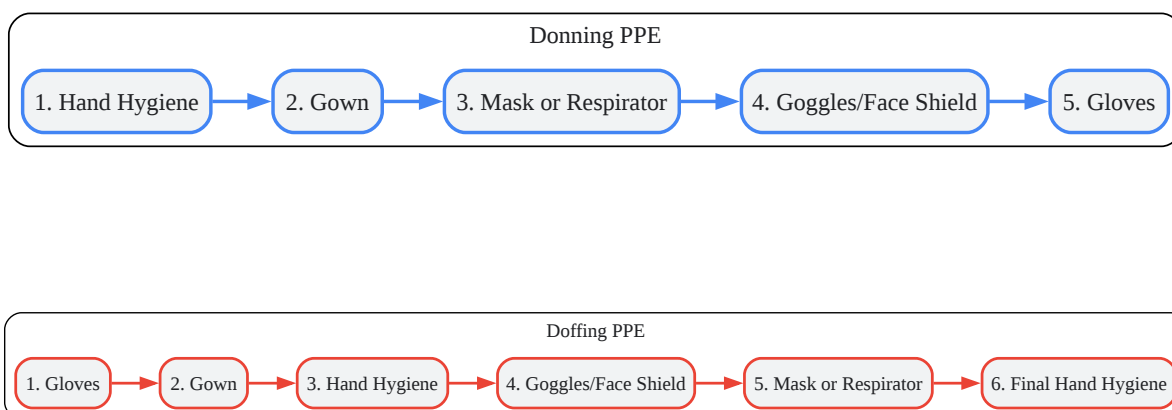 Donning PPE
1. Hand Hygiene
2. Gown
3. Mask or Respirator
4. Goggles/Face Shield
5. Gloves
Doffing PPE
1. Gloves
2. Gown
3. Hand Hygiene
4. Goggles/Face Shield
5. Mask or Respirator
6. Final Hand Hygiene